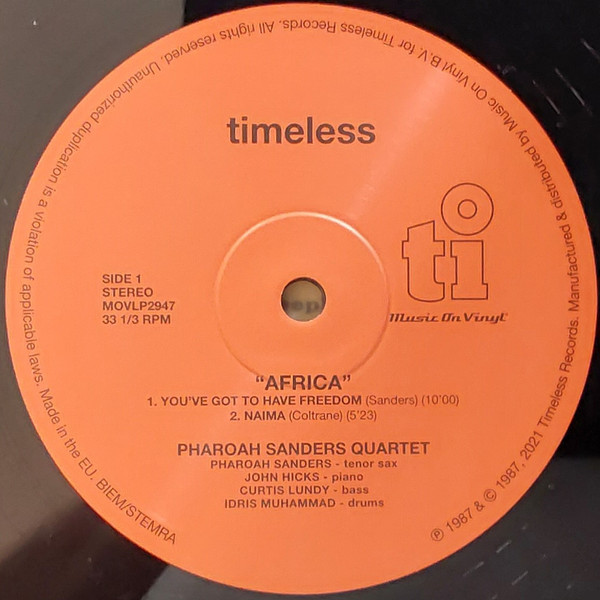 timeless
SIDE 1
STEREO
MOVLP2947
33 1/3 RPM
ti
Music On Vinyl
"AFRICA"
1. YOU'VE GOT TO HAVE FREEDOM (Sanders) (10'00)
2. NAIMA (Coltrane) (5'23)
PHAROAH SANDERS QUARTET
PHAROAH SANDERS - tenor sax
JOHN HICKS - piano
CURTIS LUNDY - bass
IDRIS MUHAMMAD - drums
℗ 1987 & © 1987, 2021 Timeless Records. Manufactured & distributed by Music On Vinyl B.V. for Timeless Records. All rights reserved. Unauthorized duplication is a violation of applicable laws. Made in the EU. BIEM/STEMRA